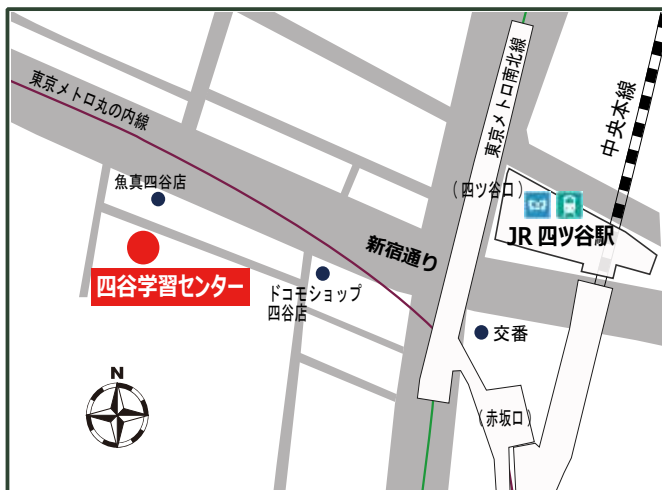 東京メトロ丸の内線
東京メトロ南北線
中央本線
魚真四谷店
(四ツ谷口)
JR 四ツ谷駅
新宿通り
四谷学習センター
ドコモショップ
四谷店
交番
N
(赤坂口)